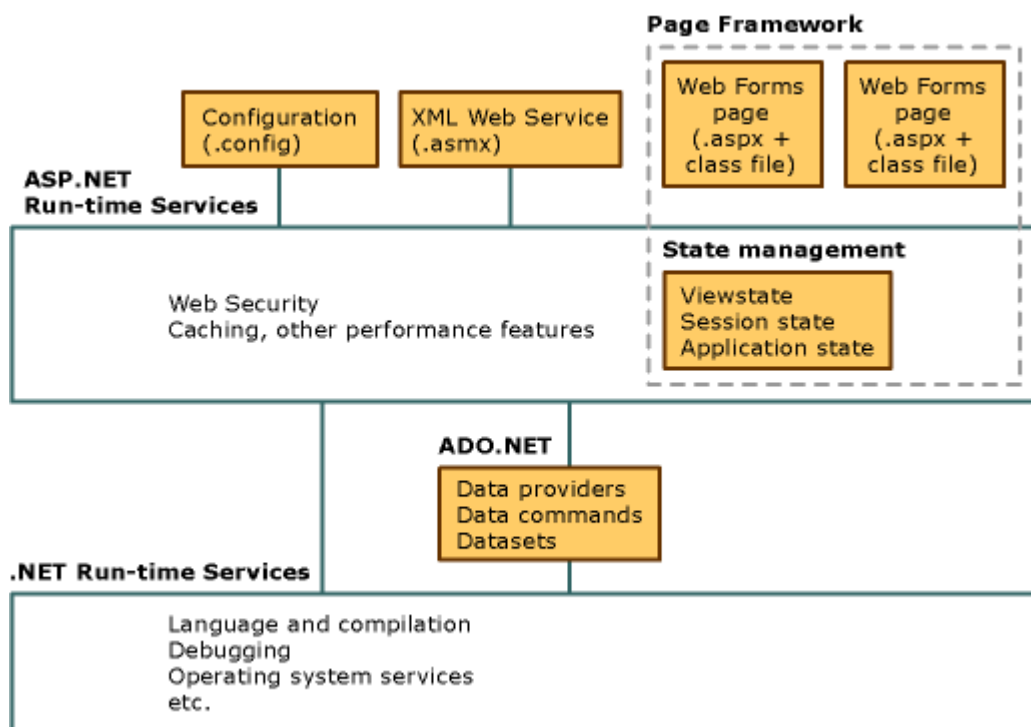 Page Framework
Configuration
(.config)
XML Web Service
(.asmx)
Web Forms
page
(.aspx +
class file)
Web Forms
page
(.aspx +
class file)
ASP.NET
Run-time Services
Web Security
Caching, other performance features
State management
Viewstate
Session state
Application state
ADO.NET
Data providers
Data commands
Datasets
.NET Run-time Services
Language and compilation
Debugging
Operating system services
etc.